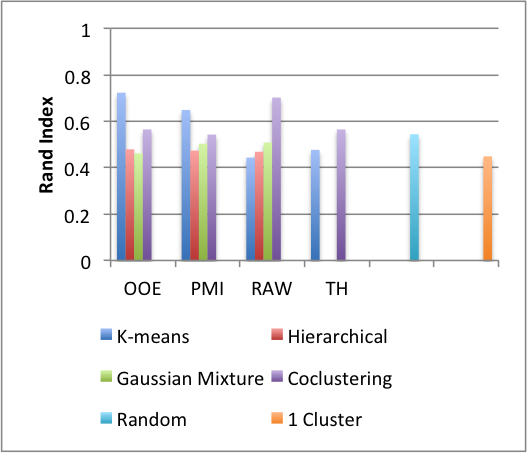 1
0.8
0.6
0.4
0.2
0
Rand Index
OOE PMI RAW TH
K-means Hierarchical
Gaussian Mixture Coclustering
Random 1 Cluster